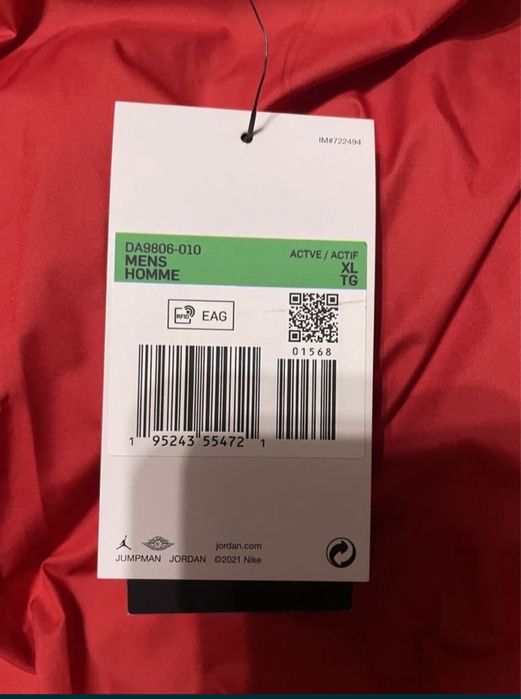 IM#722494
DA9806-010
MENS
HOMME
ACTVE / ACTIF
XL
TG
RFID EAG
01568
1 95243 55472 1
jordan.com
JUMPMAN JORDAN ©2021 Nike